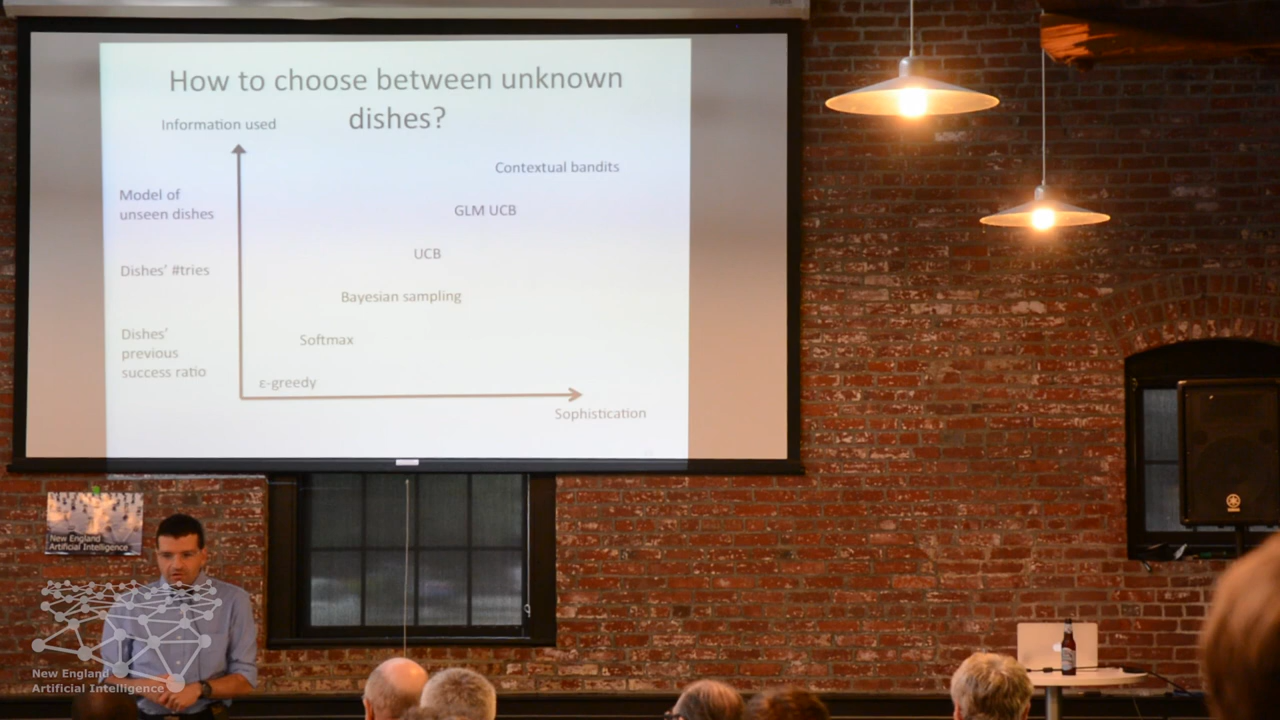 How to choose between unknown
dishes?
Information used
Contextual bandits
Model of
unseen dishes
GLM UCB
UCB
Dishes' #tries
Bayesian sampling
Dishes'
previous
success ratio
Softmax
ε-greedy
Sophistication
New England
Artificial Intelligence
New England
Artificial Intelligence